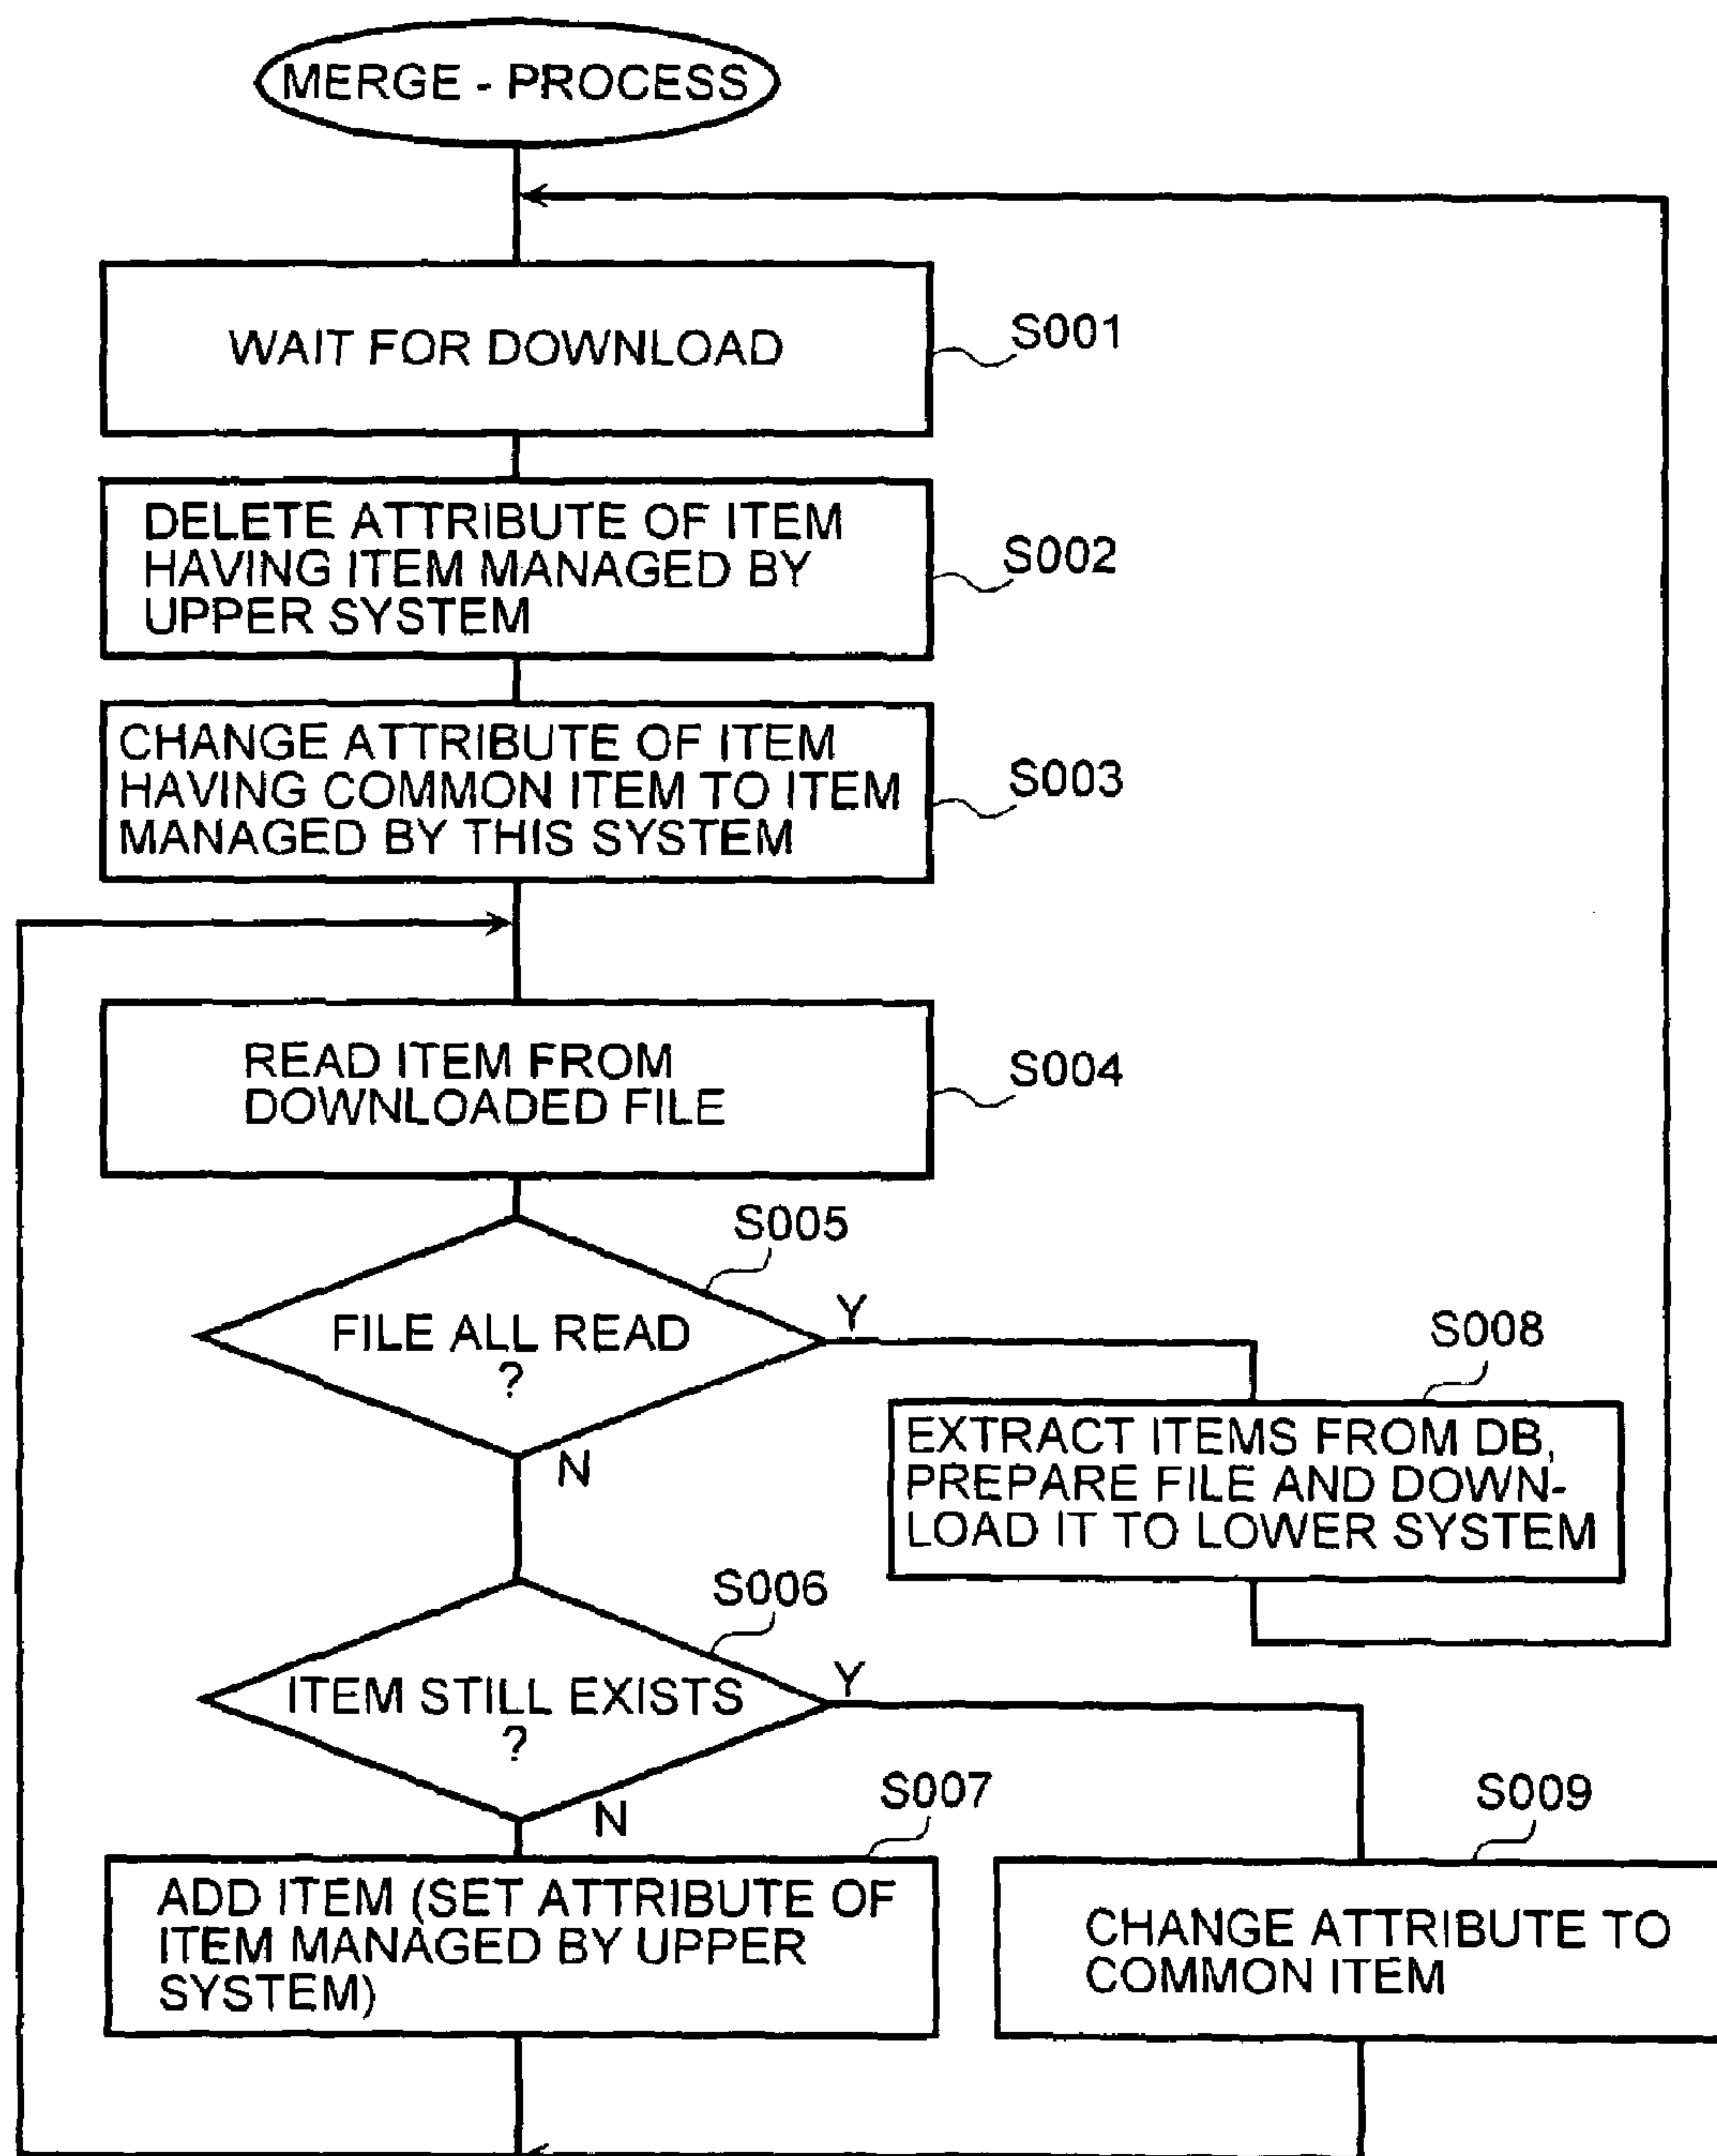 MERGE - PROCESS
WAIT FOR DOWNLOAD
S001
DELETE ATTRIBUTE OF ITEM
HAVING ITEM MANAGED BY
UPPER SYSTEM
S002
CHANGE ATTRIBUTE OF ITEM
HAVING COMMON ITEM TO ITEM
MANAGED BY THIS SYSTEM
S003
READ ITEM FROM
DOWNLOADED FILE
S004
S005
FILE ALL READ
?
Y
N
S008
EXTRACT ITEMS FROM DB,
PREPARE FILE AND DOWN-
LOAD IT TO LOWER SYSTEM
S006
ITEM STILL EXISTS
?
Y
N
S007
ADD ITEM (SET ATTRIBUTE OF
ITEM MANAGED BY UPPER
SYSTEM)
S009
CHANGE ATTRIBUTE TO
COMMON ITEM